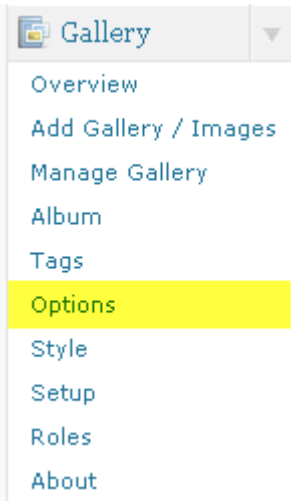 Gallery
Overview
Add Gallery / Images
Manage Gallery
Album
Tags
Options
Style
Setup
Roles
About